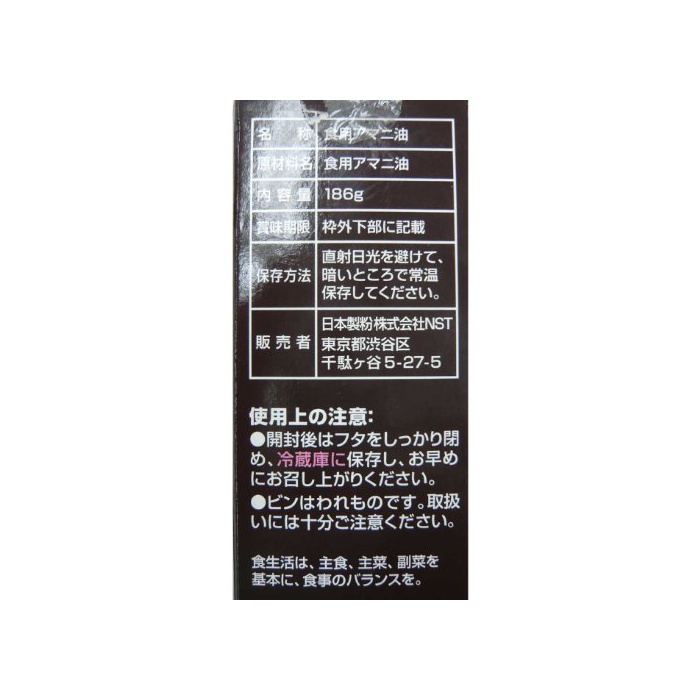 名称 食用アマニ油
原材料名 食用アマニ油
内容量 186g
賞味期限 枠外下部に記載
保存方法 直射日光を避けて、
暗いところで常温
保存してください。
販売者 日本製粉株式会社NST
東京都渋谷区
千駄ヶ谷5-27-5
使用上の注意:
●開封後はフタをしっかり閉
め、冷蔵庫に保存し、お早め
にお召し上がりください。
●ビンはわれものです。取扱
いには十分ご注意ください。
食生活は、主食、主菜、副菜を
基本に、食事のバランスを。